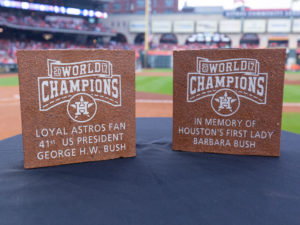 WORLD
CHAMPIONS
LOYAL ASTROS FAN
41st US PRESIDENT
GEORGE H.W. BUSH
WORLD
CHAMPIONS
IN MEMORY OF
HOUSTON'S FIRST LADY
BARBARA BUSH